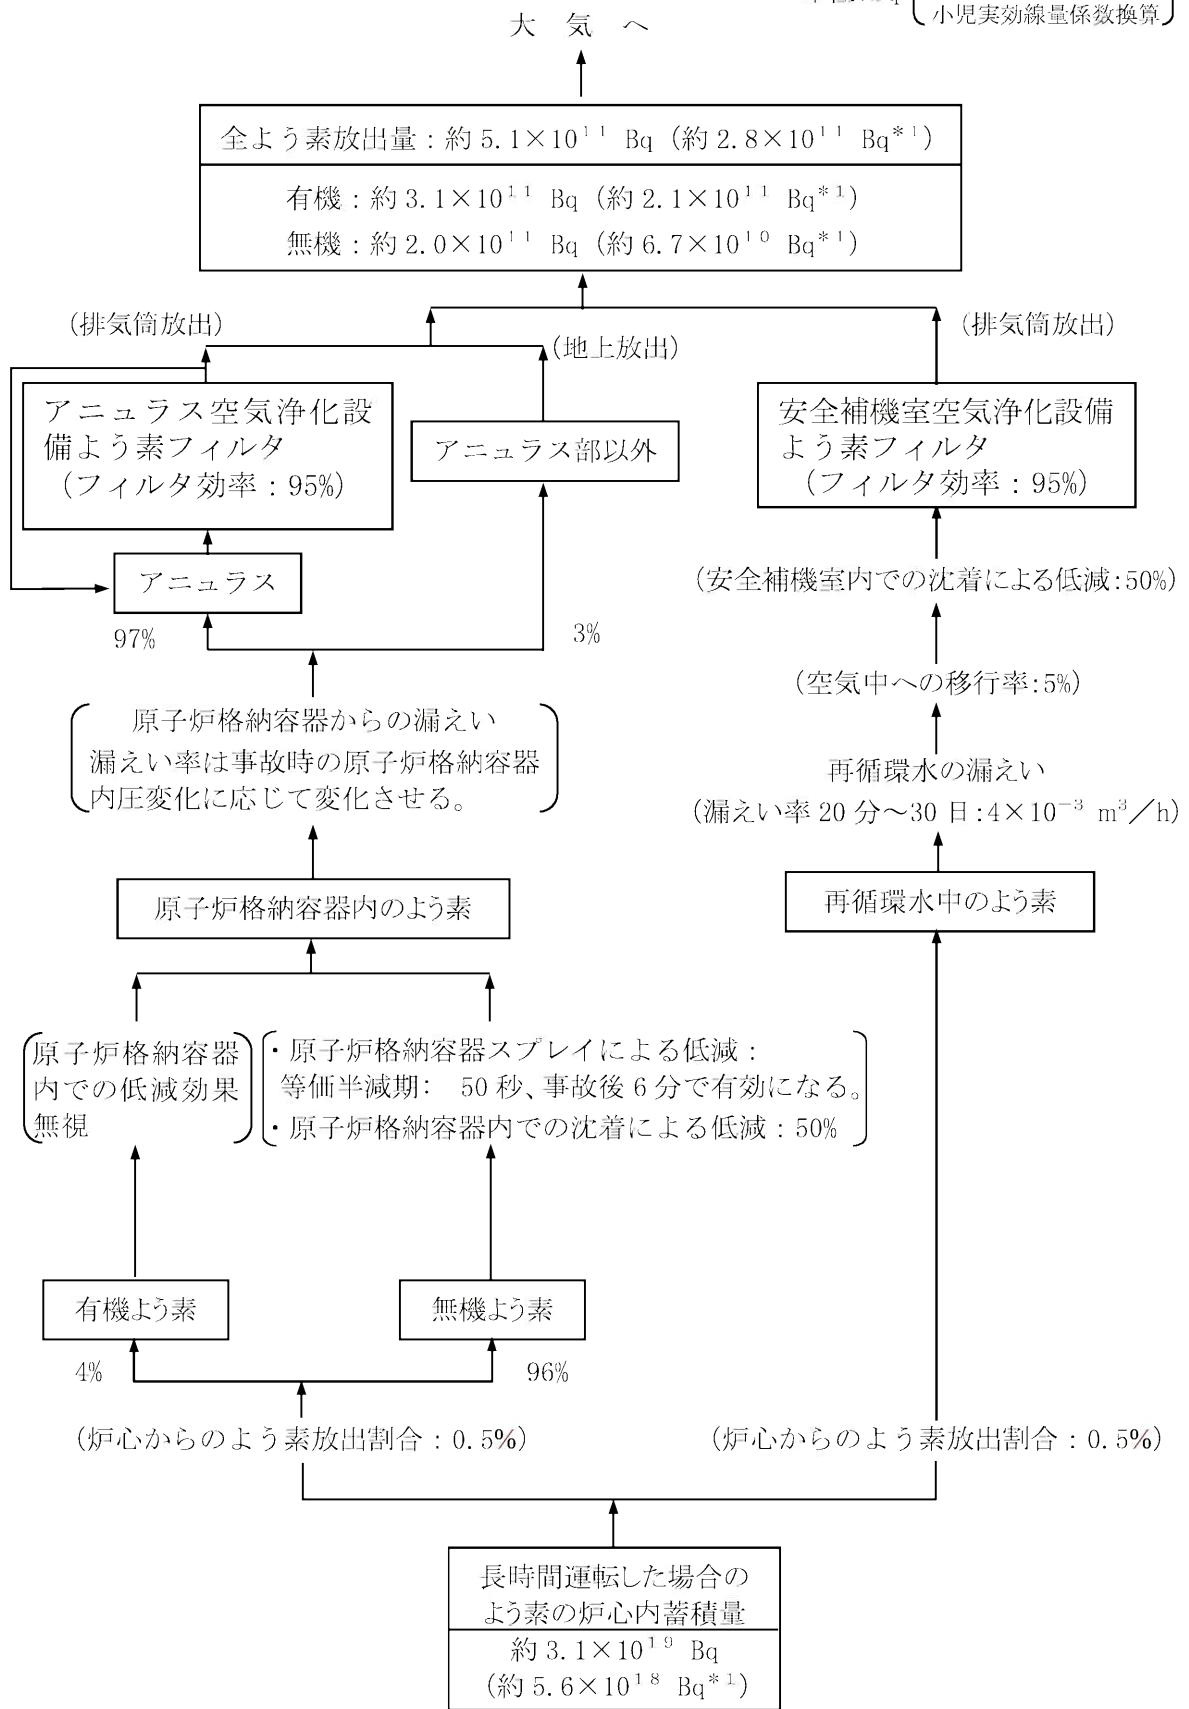 小児実効線量係数換算
大　気　へ
全よう素放出量：約 5.1×10¹¹ Bq（約 2.8×10¹¹ Bq*¹）
有機：約 3.1×10¹¹ Bq（約 2.1×10¹¹ Bq*¹）
無機：約 2.0×10¹¹ Bq（約 6.7×10¹⁰ Bq*¹）
(排気筒放出)
(地上放出)
(排気筒放出)
アニュラス空気浄化設
備よう素フィルタ
（フィルタ効率：95%）
アニュラス部以外
安全補機室空気浄化設備
よう素フィルタ
（フィルタ効率：95%）
アニュラス
(安全補機室内での沈着による低減:50%)
97%
3%
(空気中への移行率:5%)
原子炉格納容器からの漏えい
漏えい率は事故時の原子炉格納容器
内圧変化に応じて変化させる。
再循環水の漏えい
(漏えい率 20 分～30 日:4×10⁻³ m³／h)
原子炉格納容器内のよう素
再循環水中のよう素
原子炉格納容器
内での低減効果
無視
・原子炉格納容器スプレイによる低減：
等価半減期：　50 秒、事故後 6 分で有効になる。
・原子炉格納容器内での沈着による低減：50%
有機よう素
無機よう素
4%
96%
(炉心からのよう素放出割合：0.5%)
(炉心からのよう素放出割合：0.5%)
長時間運転した場合の
よう素の炉心内蓄積量
約 3.1×10¹⁹ Bq
(約 5.6×10¹⁸ Bq*¹)